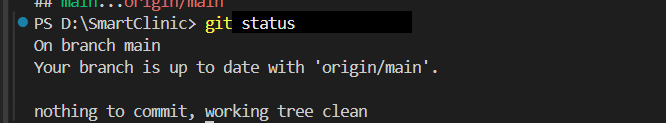 ## main...origin/main
PS D:\SmartClinic> git status
On branch main
Your branch is up to date with 'origin/main'.
nothing to commit, working tree clean